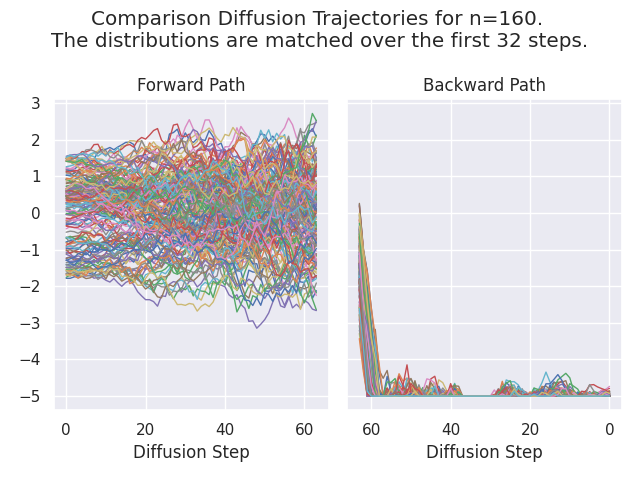 Comparison Diffusion Trajectories for n=160.
The distributions are matched over the first 32 steps.
Forward Path
Backward Path
3
2
1
0
−1
−2
−3
−4
−5
0 20 40 60
60 40 20 0
Diffusion Step
Diffusion Step